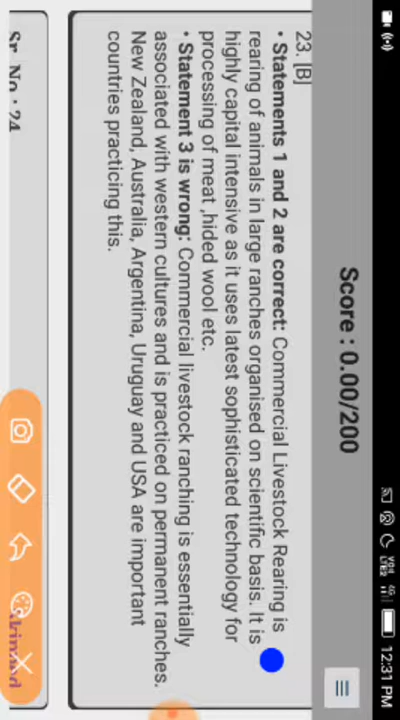 12:31 PM
Score : 0.00/200
23. [B]
• Statements 1 and 2 are correct: Commercial Livestock Rearing is
rearing of animals in large ranches organised on scientific basis. It is
highly capital intensive as it uses latest sophisticated technology for
processing of meat ,hided wool etc.
• Statement 3 is wrong: Commercial livestock ranching is essentially
associated with western cultures and is practiced on permanent ranches.
New Zealand, Australia, Argentina, Uruguay and USA are important
countries practicing this.
Sr. No : 24